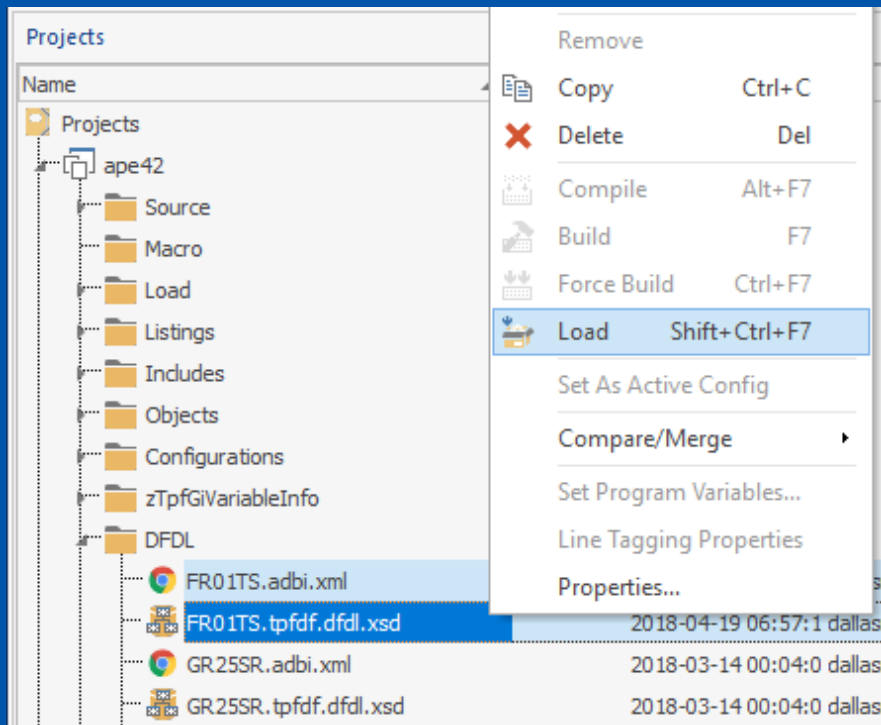 Projects
Name
Projects
ape42
Source
Macro
Load
Listings
Includes
Objects
Configurations
zTpfGiVariableInfo
DFDL
FR01TS.adbi.xml
FR01TS.tpfdf.dfdl.xsd 2018-04-19 06:57:1 dallas
GR25SR.adbi.xml 2018-03-14 00:04:0 dallas
GR25SR.tpfdf.dfdl.xsd 2018-03-14 00:04:0 dallas
Remove
Copy Ctrl+C
Delete Del
Compile Alt+F7
Build F7
Force Build Ctrl+F7
Load Shift+Ctrl+F7
Set As Active Config
Compare/Merge
Set Program Variables...
Line Tagging Properties
Properties...